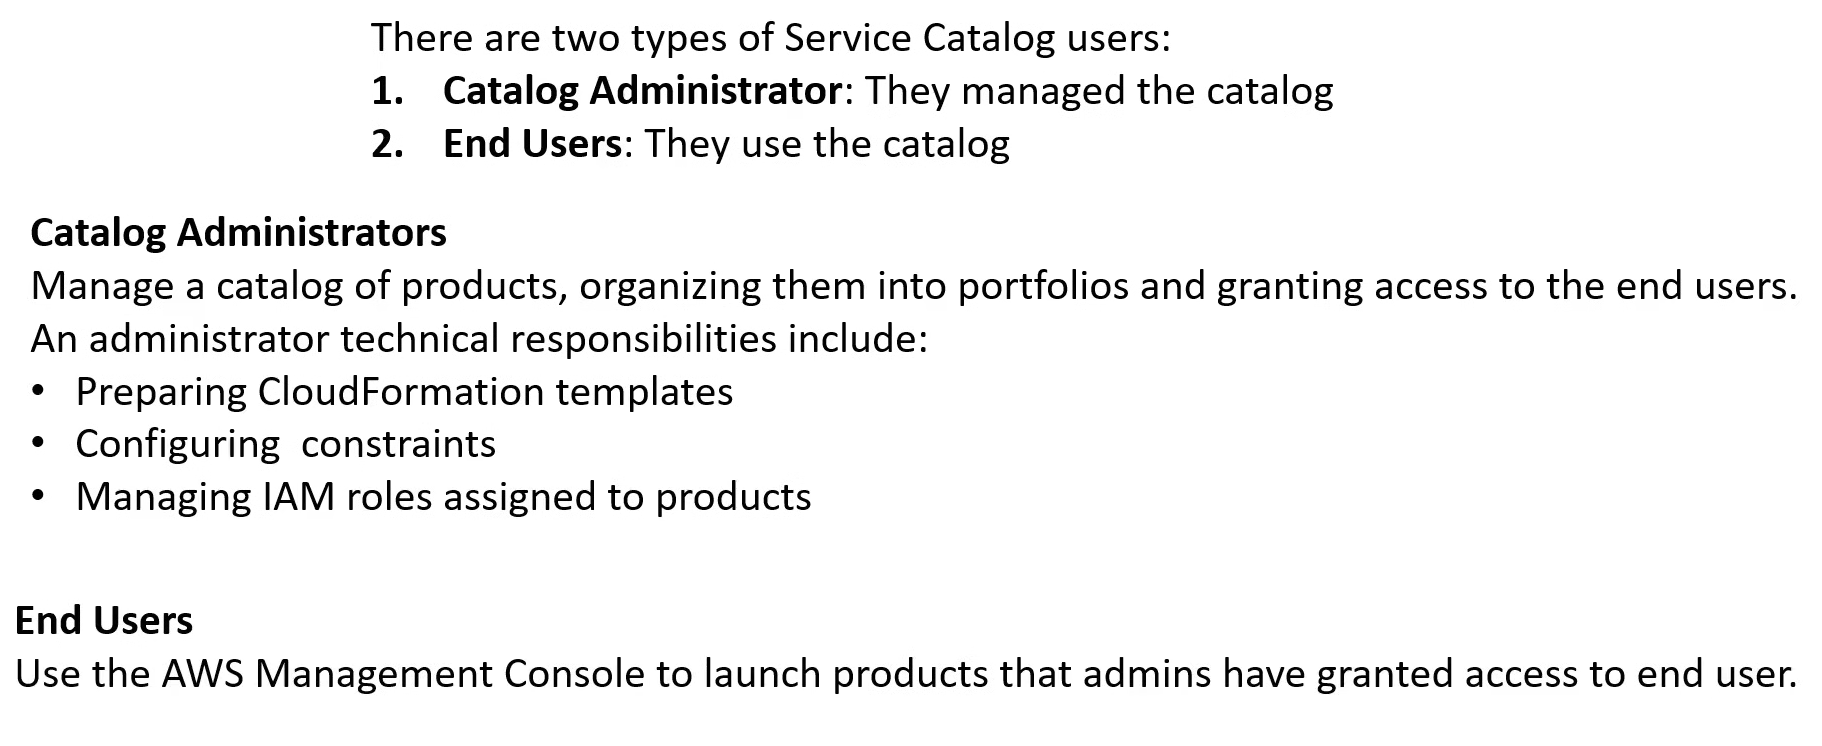 There are two types of Service Catalog users:
1. Catalog Administrator: They managed the catalog
2. End Users: They use the catalog
Catalog Administrators
Manage a catalog of products, organizing them into portfolios and granting access to the end users.
An administrator technical responsibilities include:
• Preparing CloudFormation templates
• Configuring  constraints
• Managing IAM roles assigned to products
End Users
Use the AWS Management Console to launch products that admins have granted access to end user.